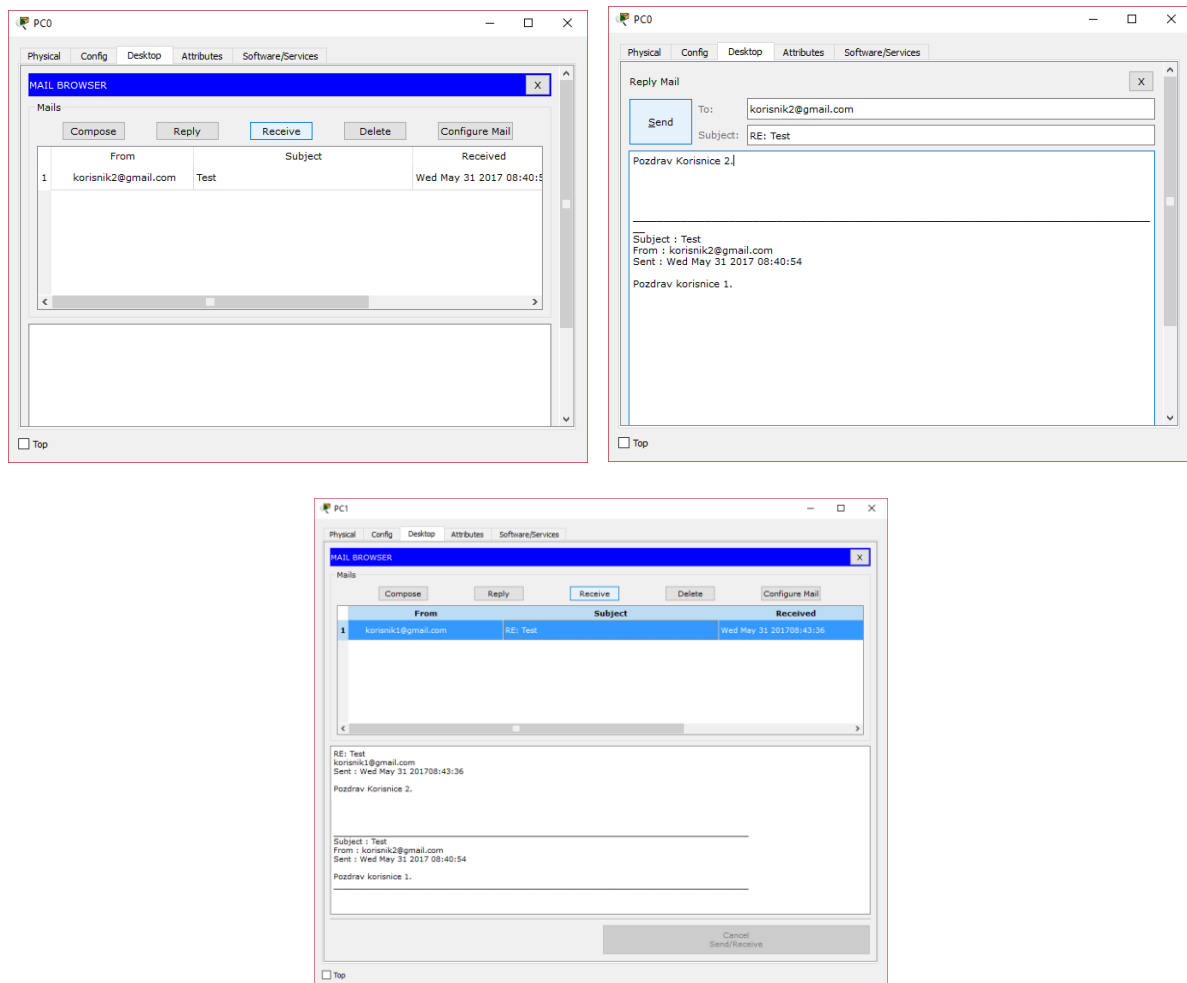 PC0
Physical Config Desktop Attributes Software/Services
MAIL BROWSER X
Mails
Compose Reply Receive Delete Configure Mail
From Subject Received
1 korisnik2@gmail.com Test Wed May 31 2017 08:40:5
Top
PC0
Physical Config Desktop Attributes Software/Services
Reply Mail X
Send
To: korisnik2@gmail.com
Subject: RE: Test
Pozdrav Korisnice 2.
Subject : Test
From : korisnik2@gmail.com
Sent : Wed May 31 2017 08:40:54
Pozdrav korisnice 1.
Top
PC1
Physical Config Desktop Attributes Software/Services
MAIL BROWSER X
Mails
Compose Reply Receive Delete Configure Mail
From Subject Received
1 korisnik1@gmail.com RE: Test Wed May 31 201708:43:36
RE: Test
korisnik1@gmail.com
Sent : Wed May 31 201708:43:36
Pozdrav Korisnice 2.
Subject : Test
From : korisnik2@gmail.com
Sent : Wed May 31 2017 08:40:54
Pozdrav korisnice 1.
Cancel
Send/Receive
Top